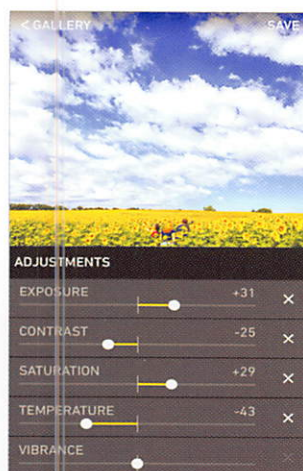 < GALLERY SAVE
ADJUSTMENTS
EXPOSURE +31 ×
CONTRAST -25 ×
SATURATION +29 ×
TEMPERATURE -43 ×
VIBRANCE ×